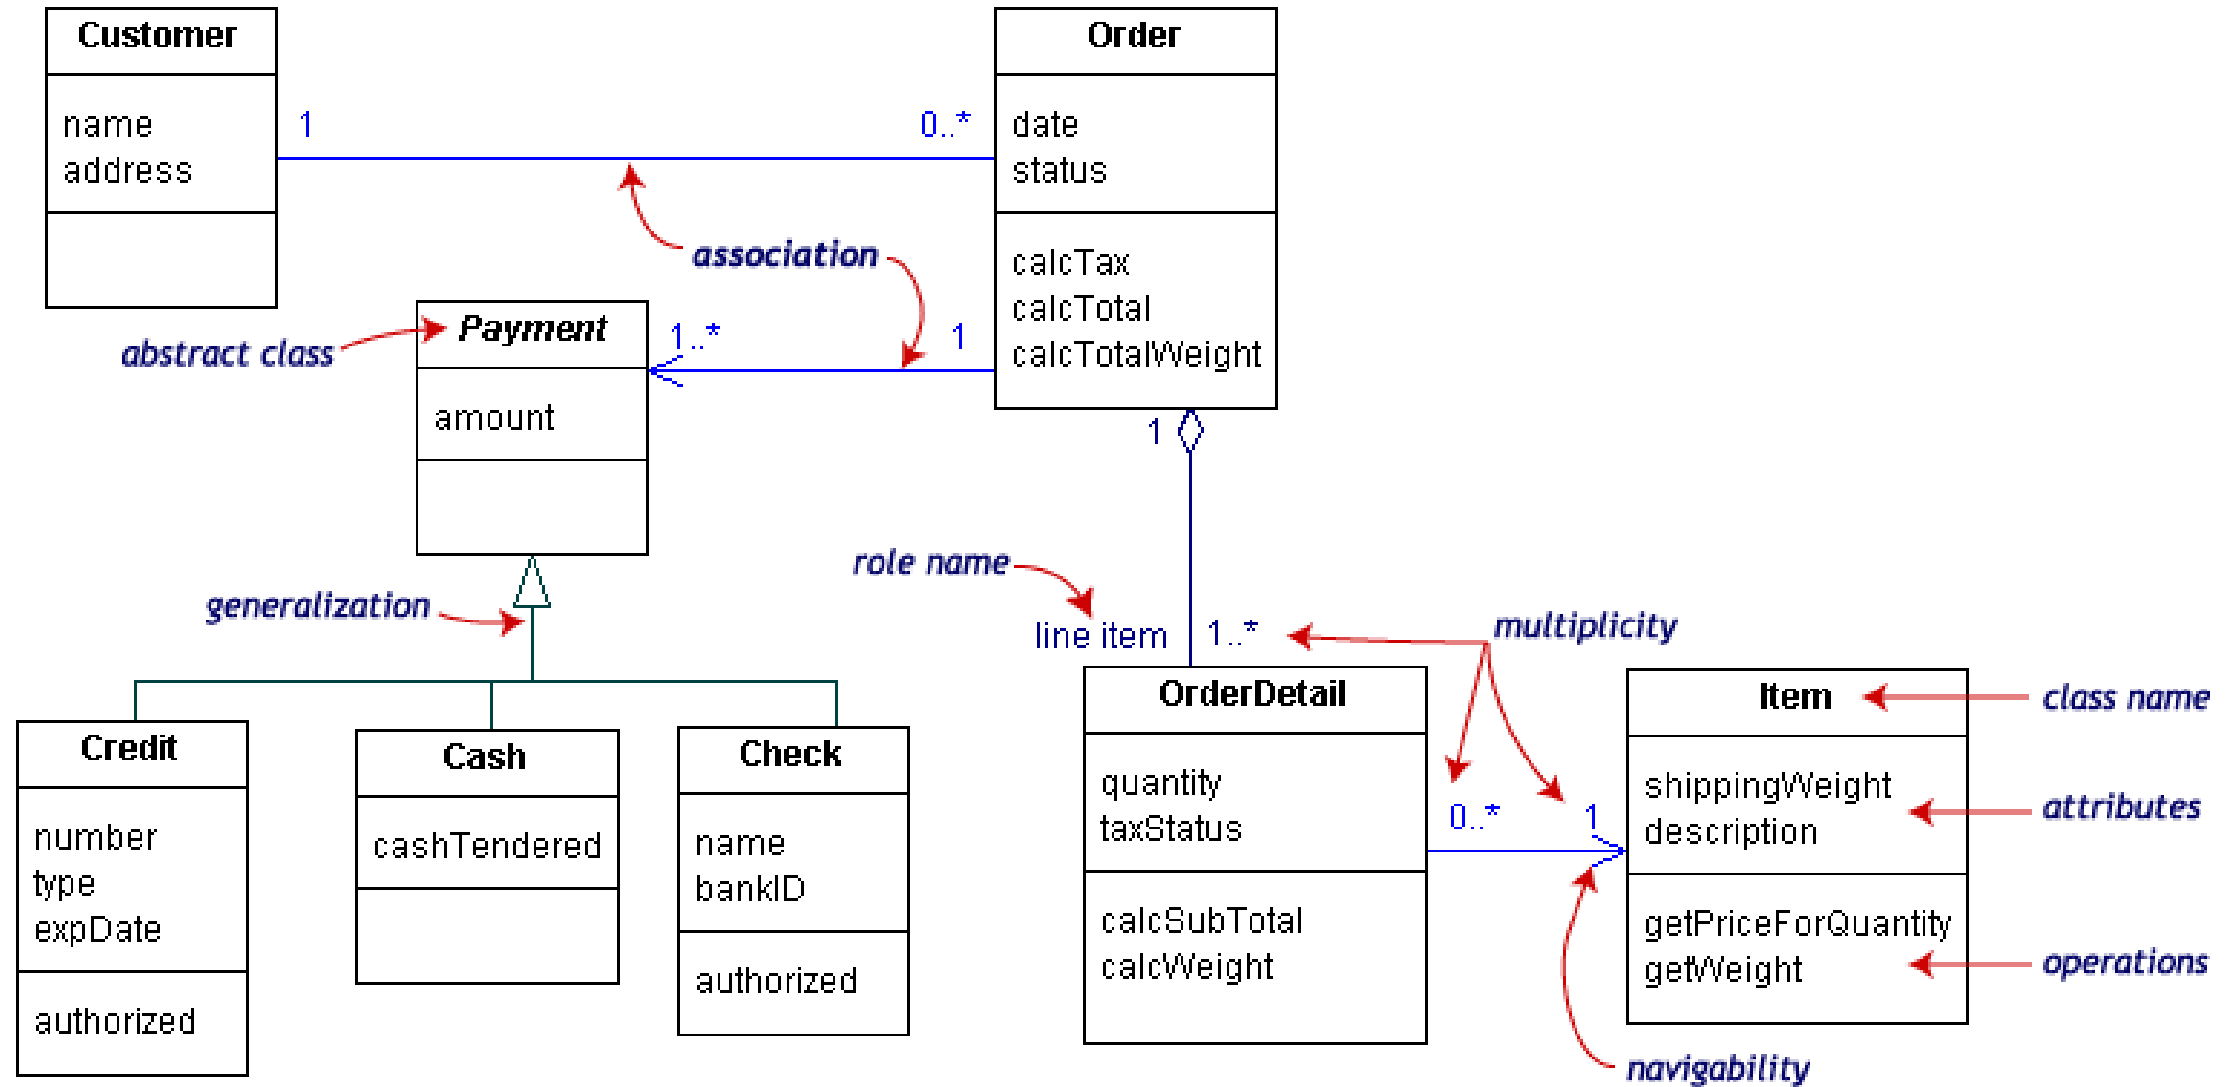 Customer
name
address
1
0..*
Order
date
status
calcTax
calcTotal
calcTotalWeight
association
abstract class
Payment
amount
1..*
1
1
generalization
role name
line item
1..*
multiplicity
Credit
number
type
expDate
authorized
Cash
cashTendered
Check
name
bankID
authorized
OrderDetail
quantity
taxStatus
calcSubTotal
calcWeight
0..*
1
Item
shippingWeight
description
getPriceForQuantity
getWeight
class name
attributes
operations
navigability